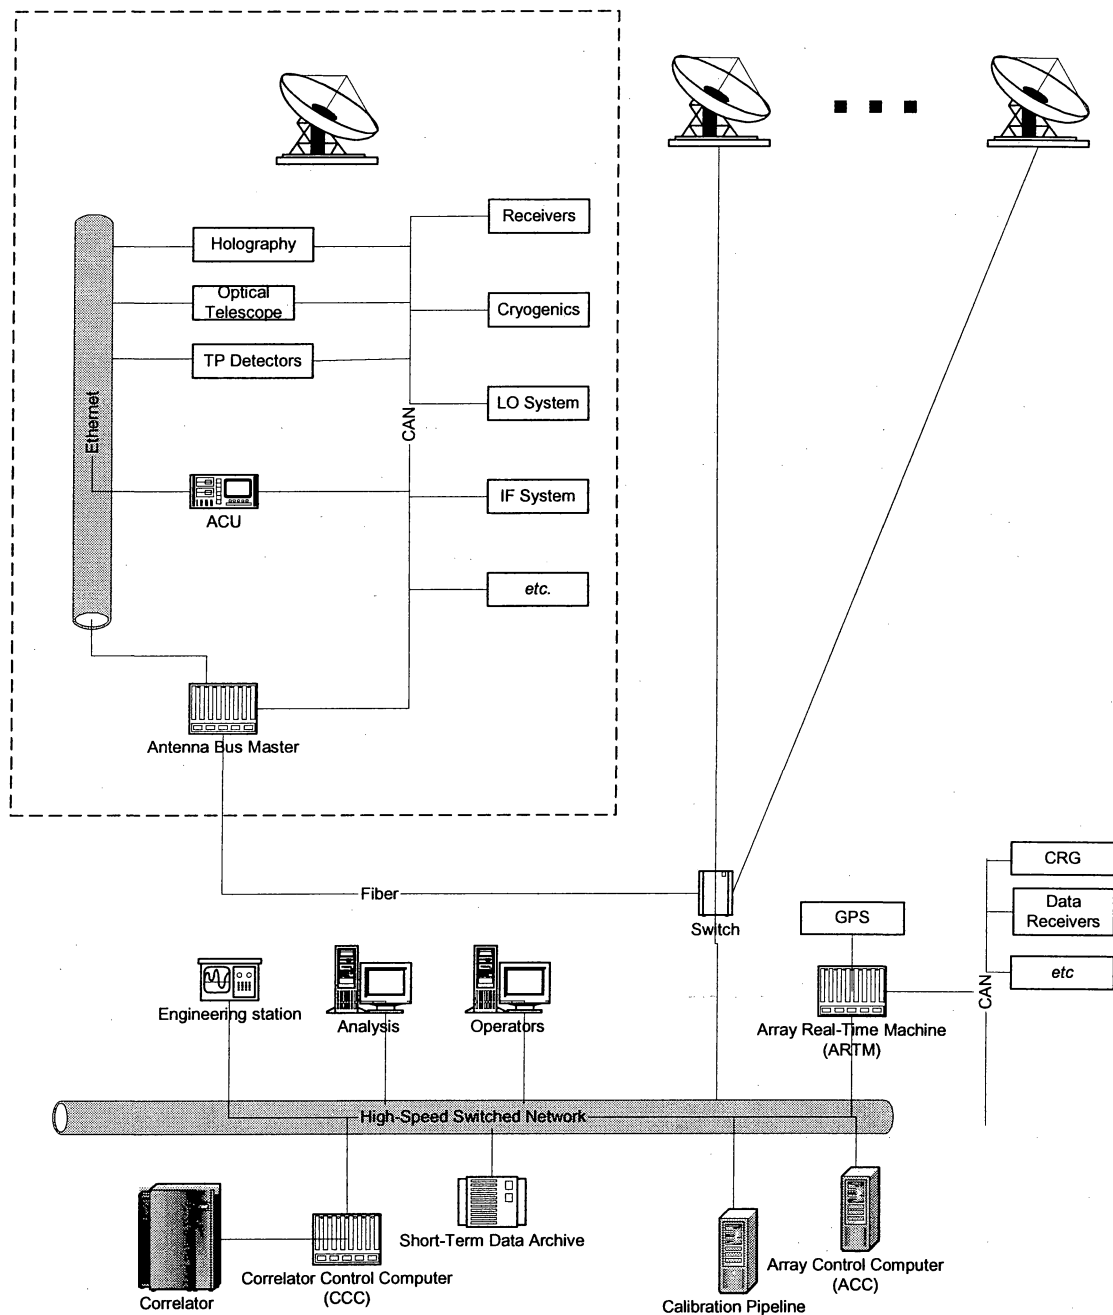 Receivers
Holography
Optical
Telescope
Cryogenics
TP Detectors
LO System
Ethernet
CAN
IF System
ACU
etc.
Antenna Bus Master
Fiber
Switch
CRG
GPS
Data
Receivers
etc
CAN
Engineering station
Analysis
Operators
Array Real-Time Machine
(ARTM)
High-Speed Switched Network
Short-Term Data Archive
Correlator Control Computer
(CCC)
Correlator
Array Control Computer
(ACC)
Calibration Pipeline